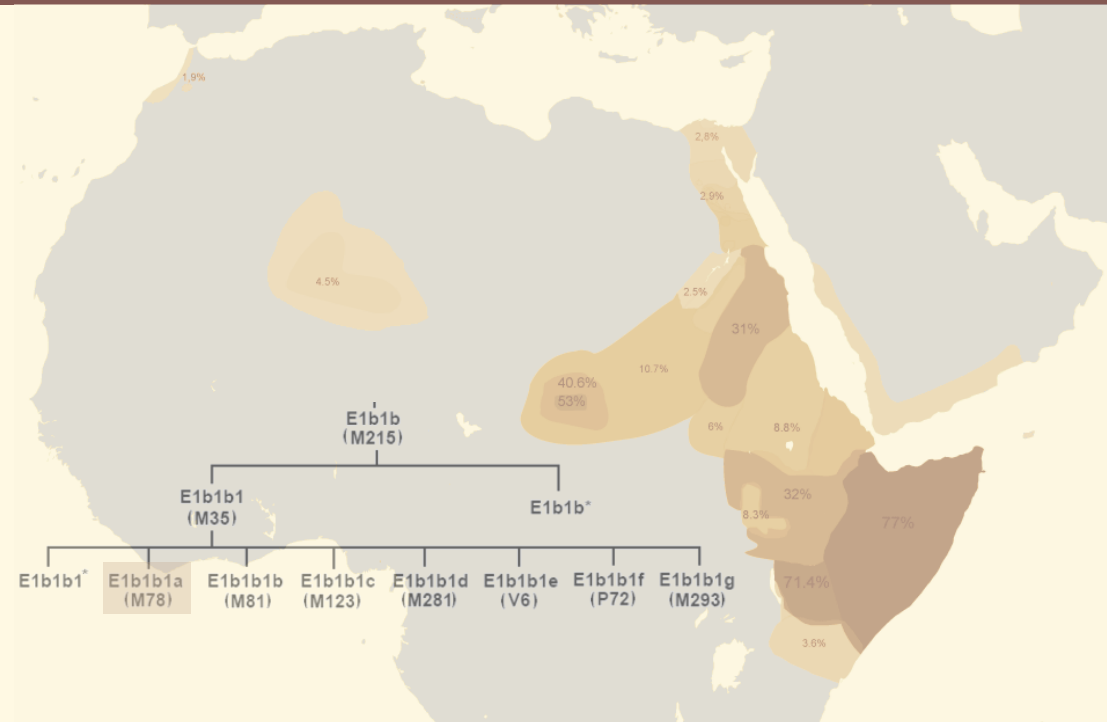 1,9%
2,8%
2,9%
4.5%
2.5%
31%
10,7%
40.6%
53%
6%
8.8%
32%
8.3%
77%
71.4%
3.6%
E1b1b
(M215)
E1b1b1
(M35)
E1b1b*
E1b1b1*
E1b1b1a
(M78)
E1b1b1b
(M81)
E1b1b1c
(M123)
E1b1b1d
(M281)
E1b1b1e
(V6)
E1b1b1f
(P72)
E1b1b1g
(M293)